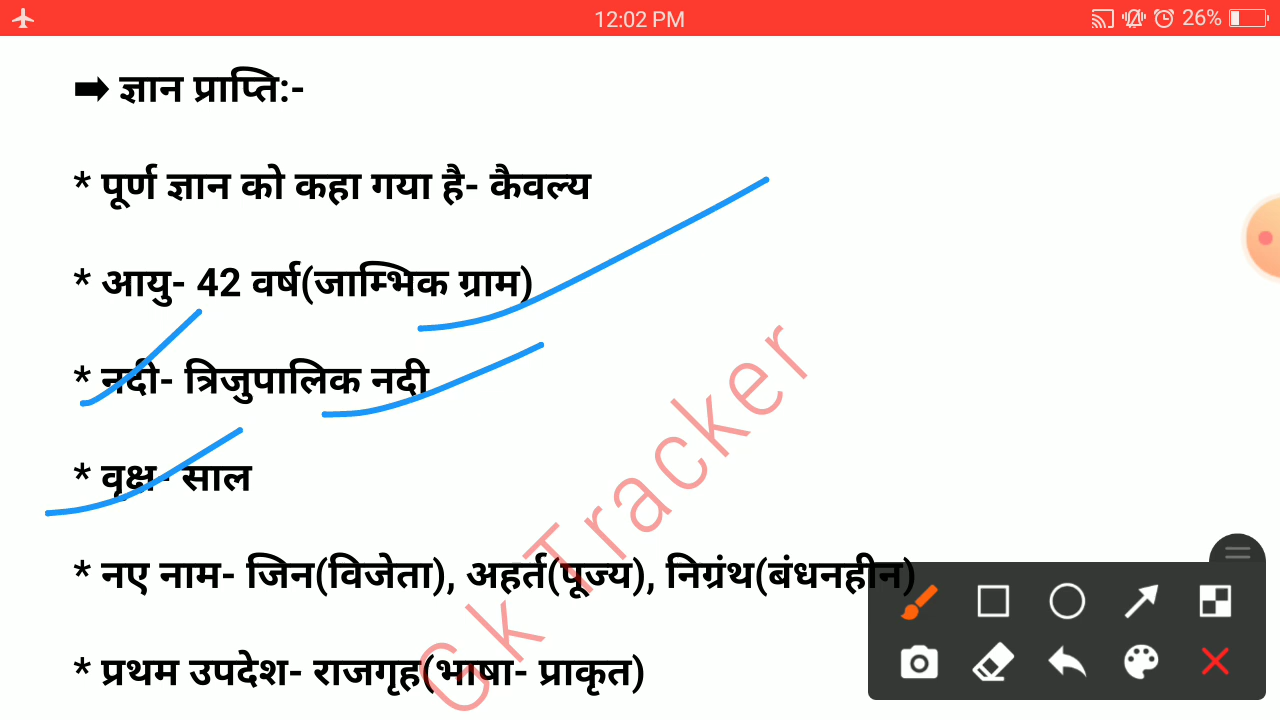 12:02 PM
26%
➡ ज्ञान प्राप्ति:-
* पूर्ण ज्ञान को कहा गया है- कैवल्य
* आयु- 42 वर्ष(जाम्भिक ग्राम)
* नदी- त्रिजुपालिक नदी
* वृक्ष- साल
* नए नाम- जिन(विजेता), अहर्त(पूज्य), निग्रंथ(बंधनहीन)
* प्रथम उपदेश- राजगृह(भाषा- प्राकृत)
Gk Tracker